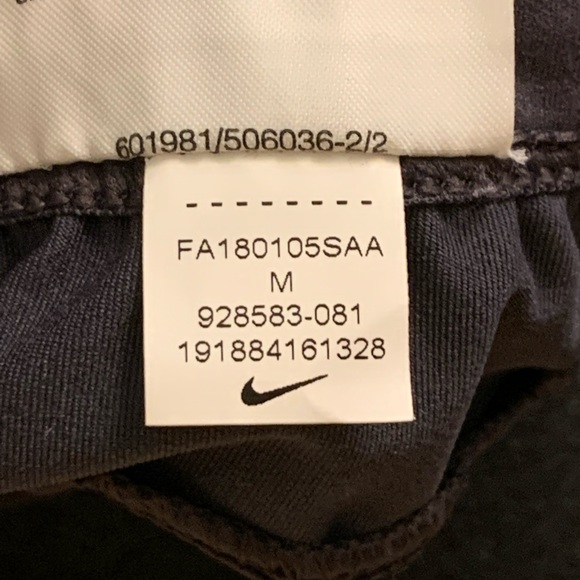 601981/506036-2/2
- - - - - - - - -
FA180105SAA
M
928583-081
191884161328